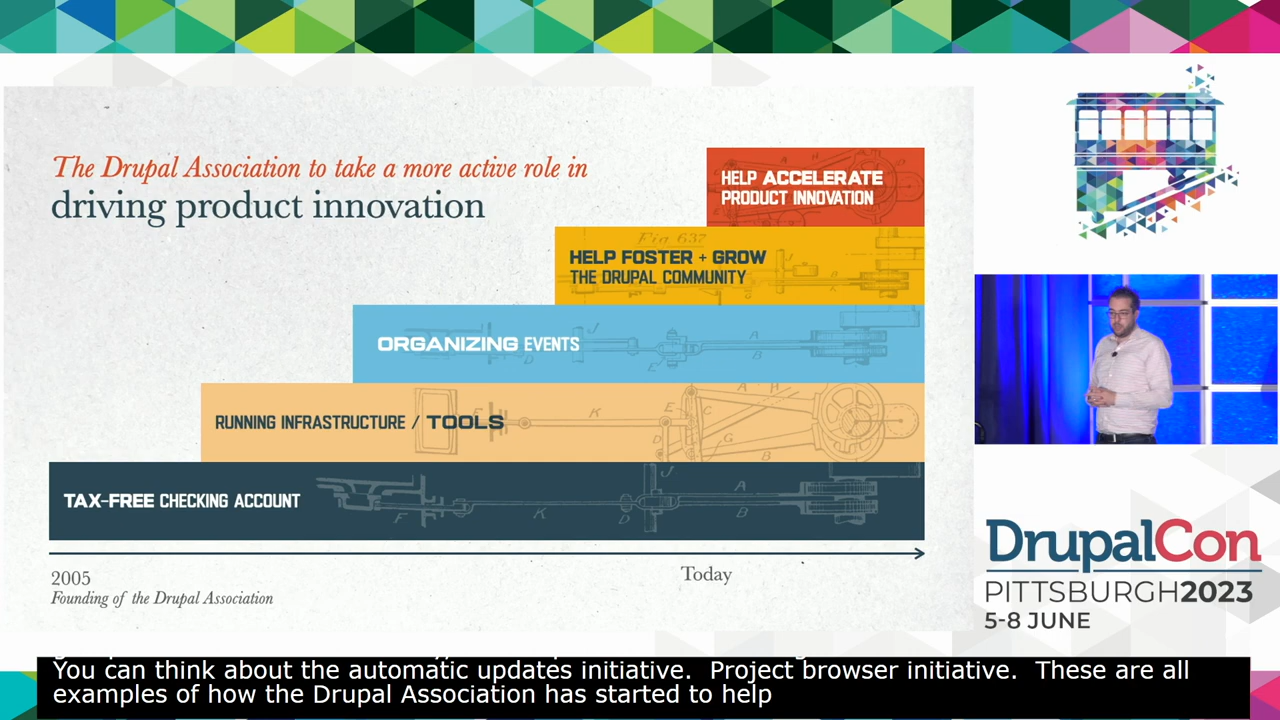 The Drupal Association to take a more active role in
driving product innovation
HELP ACCELERATE
PRODUCT INNOVATION
Fig 637
HELP FOSTER + GROW
THE DRUPAL COMMUNITY
ORGANIZING EVENTS
RUNNING INFRASTRUCTURE / TOOLS
TAX-FREE CHECKING ACCOUNT
2005
Founding of the Drupal Association
Today
DrupalCon
PITTSBURGH2023
5-8 JUNE
You can think about the automatic updates initiative. Project browser initiative. These are all
examples of how the Drupal Association has started to help